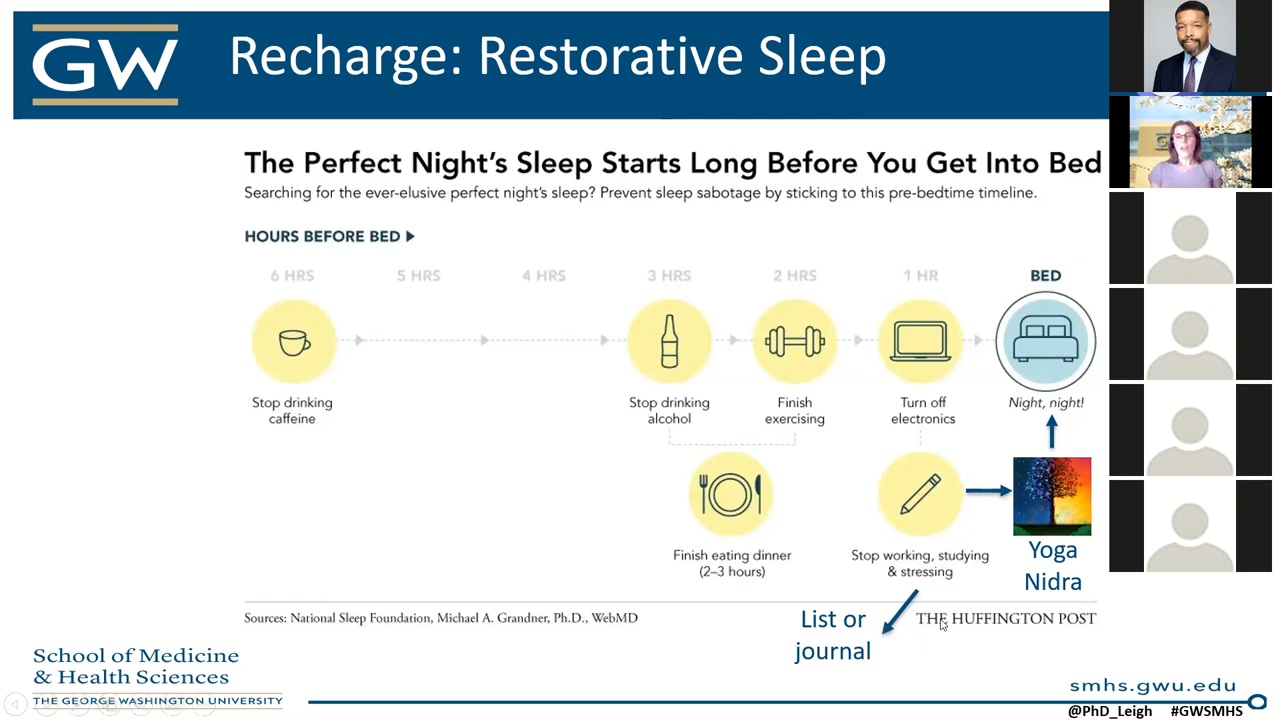 GW
Recharge: Restorative Sleep
The Perfect Night's Sleep Starts Long Before You Get Into Bed
Searching for the ever-elusive perfect night's sleep? Prevent sleep sabotage by sticking to this pre-bedtime timeline.
HOURS BEFORE BED
6 HRS 5 HRS 4 HRS 3 HRS 2 HRS 1 HR BED
Stop drinking
caffeine
Stop drinking
alcohol
Finish
exercising
Turn off
electronics
Night, night!
Finish eating dinner
(2–3 hours)
Stop working, studying
& stressing
Yoga
Nidra
List or
journal
Sources: National Sleep Foundation, Michael A. Grandner, Ph.D., WebMD
THE HUFFINGTON POST
School of Medicine
& Health Sciences
THE GEORGE WASHINGTON UNIVERSITY
smhs.gwu.edu
@PhD_Leigh #GWSMHS